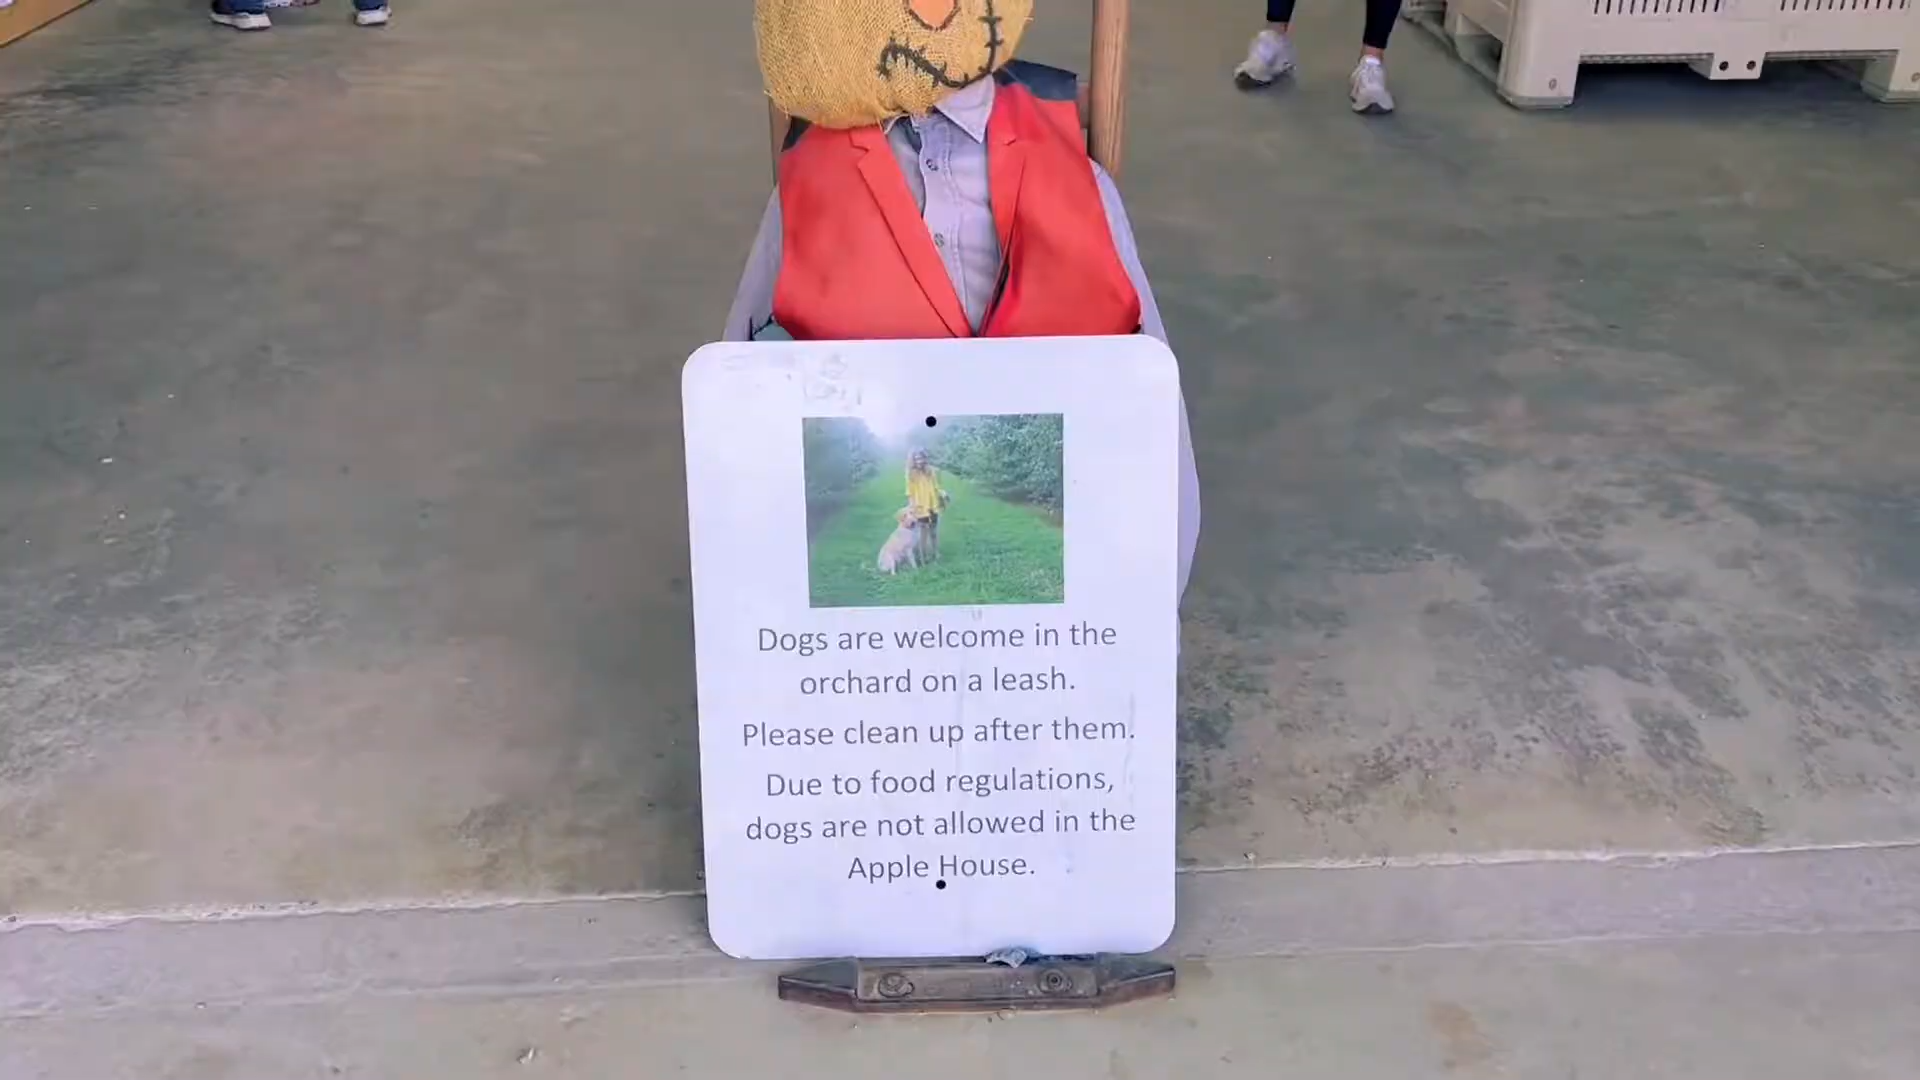 Dogs are welcome in the
orchard on a leash.
Please clean up after them.
Due to food regulations,
dogs are not allowed in the
Apple House.